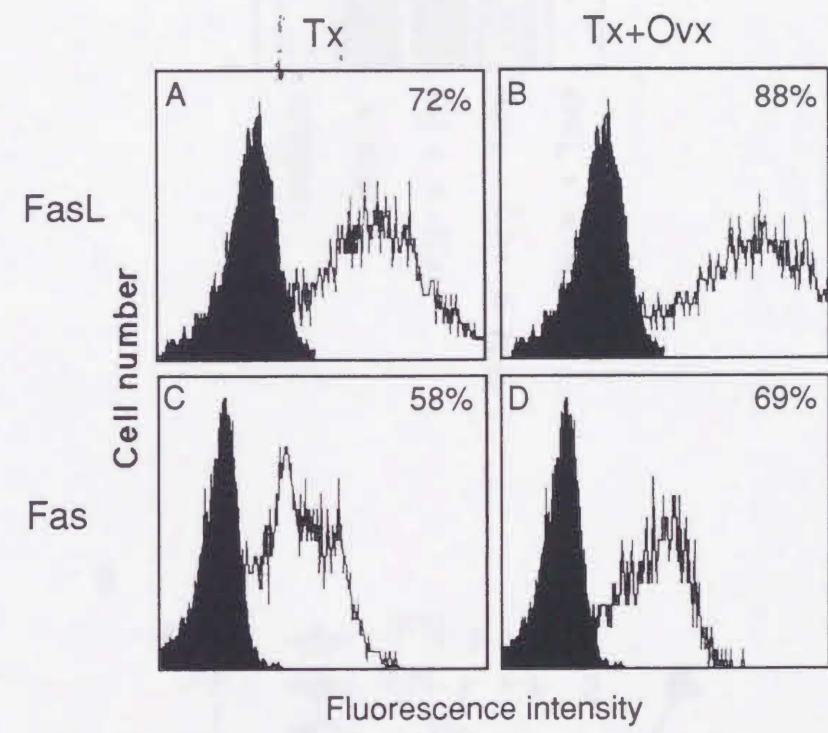 Tx Tx+Ovx
A 72% B 88%
FasL
Cell number
C 58% D 69%
Fas
Fluorescence intensity